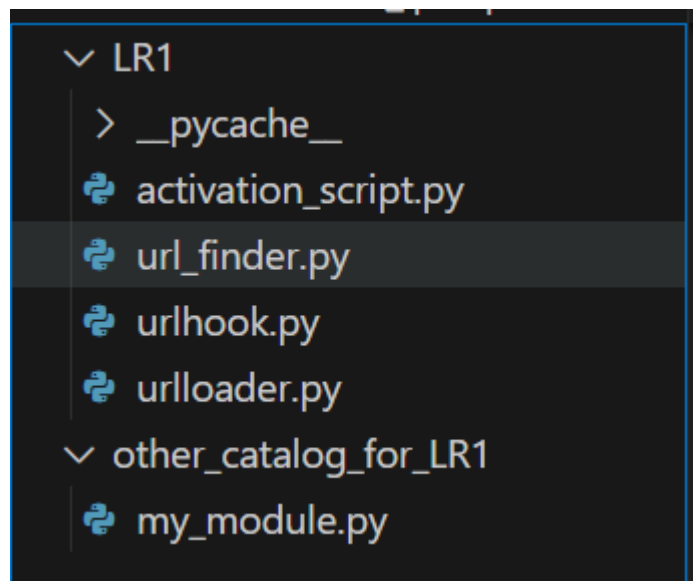 LR1
__pycache__
activation_script.py
url_finder.py
urlhook.py
urlloader.py
other_catalog_for_LR1
my_module.py